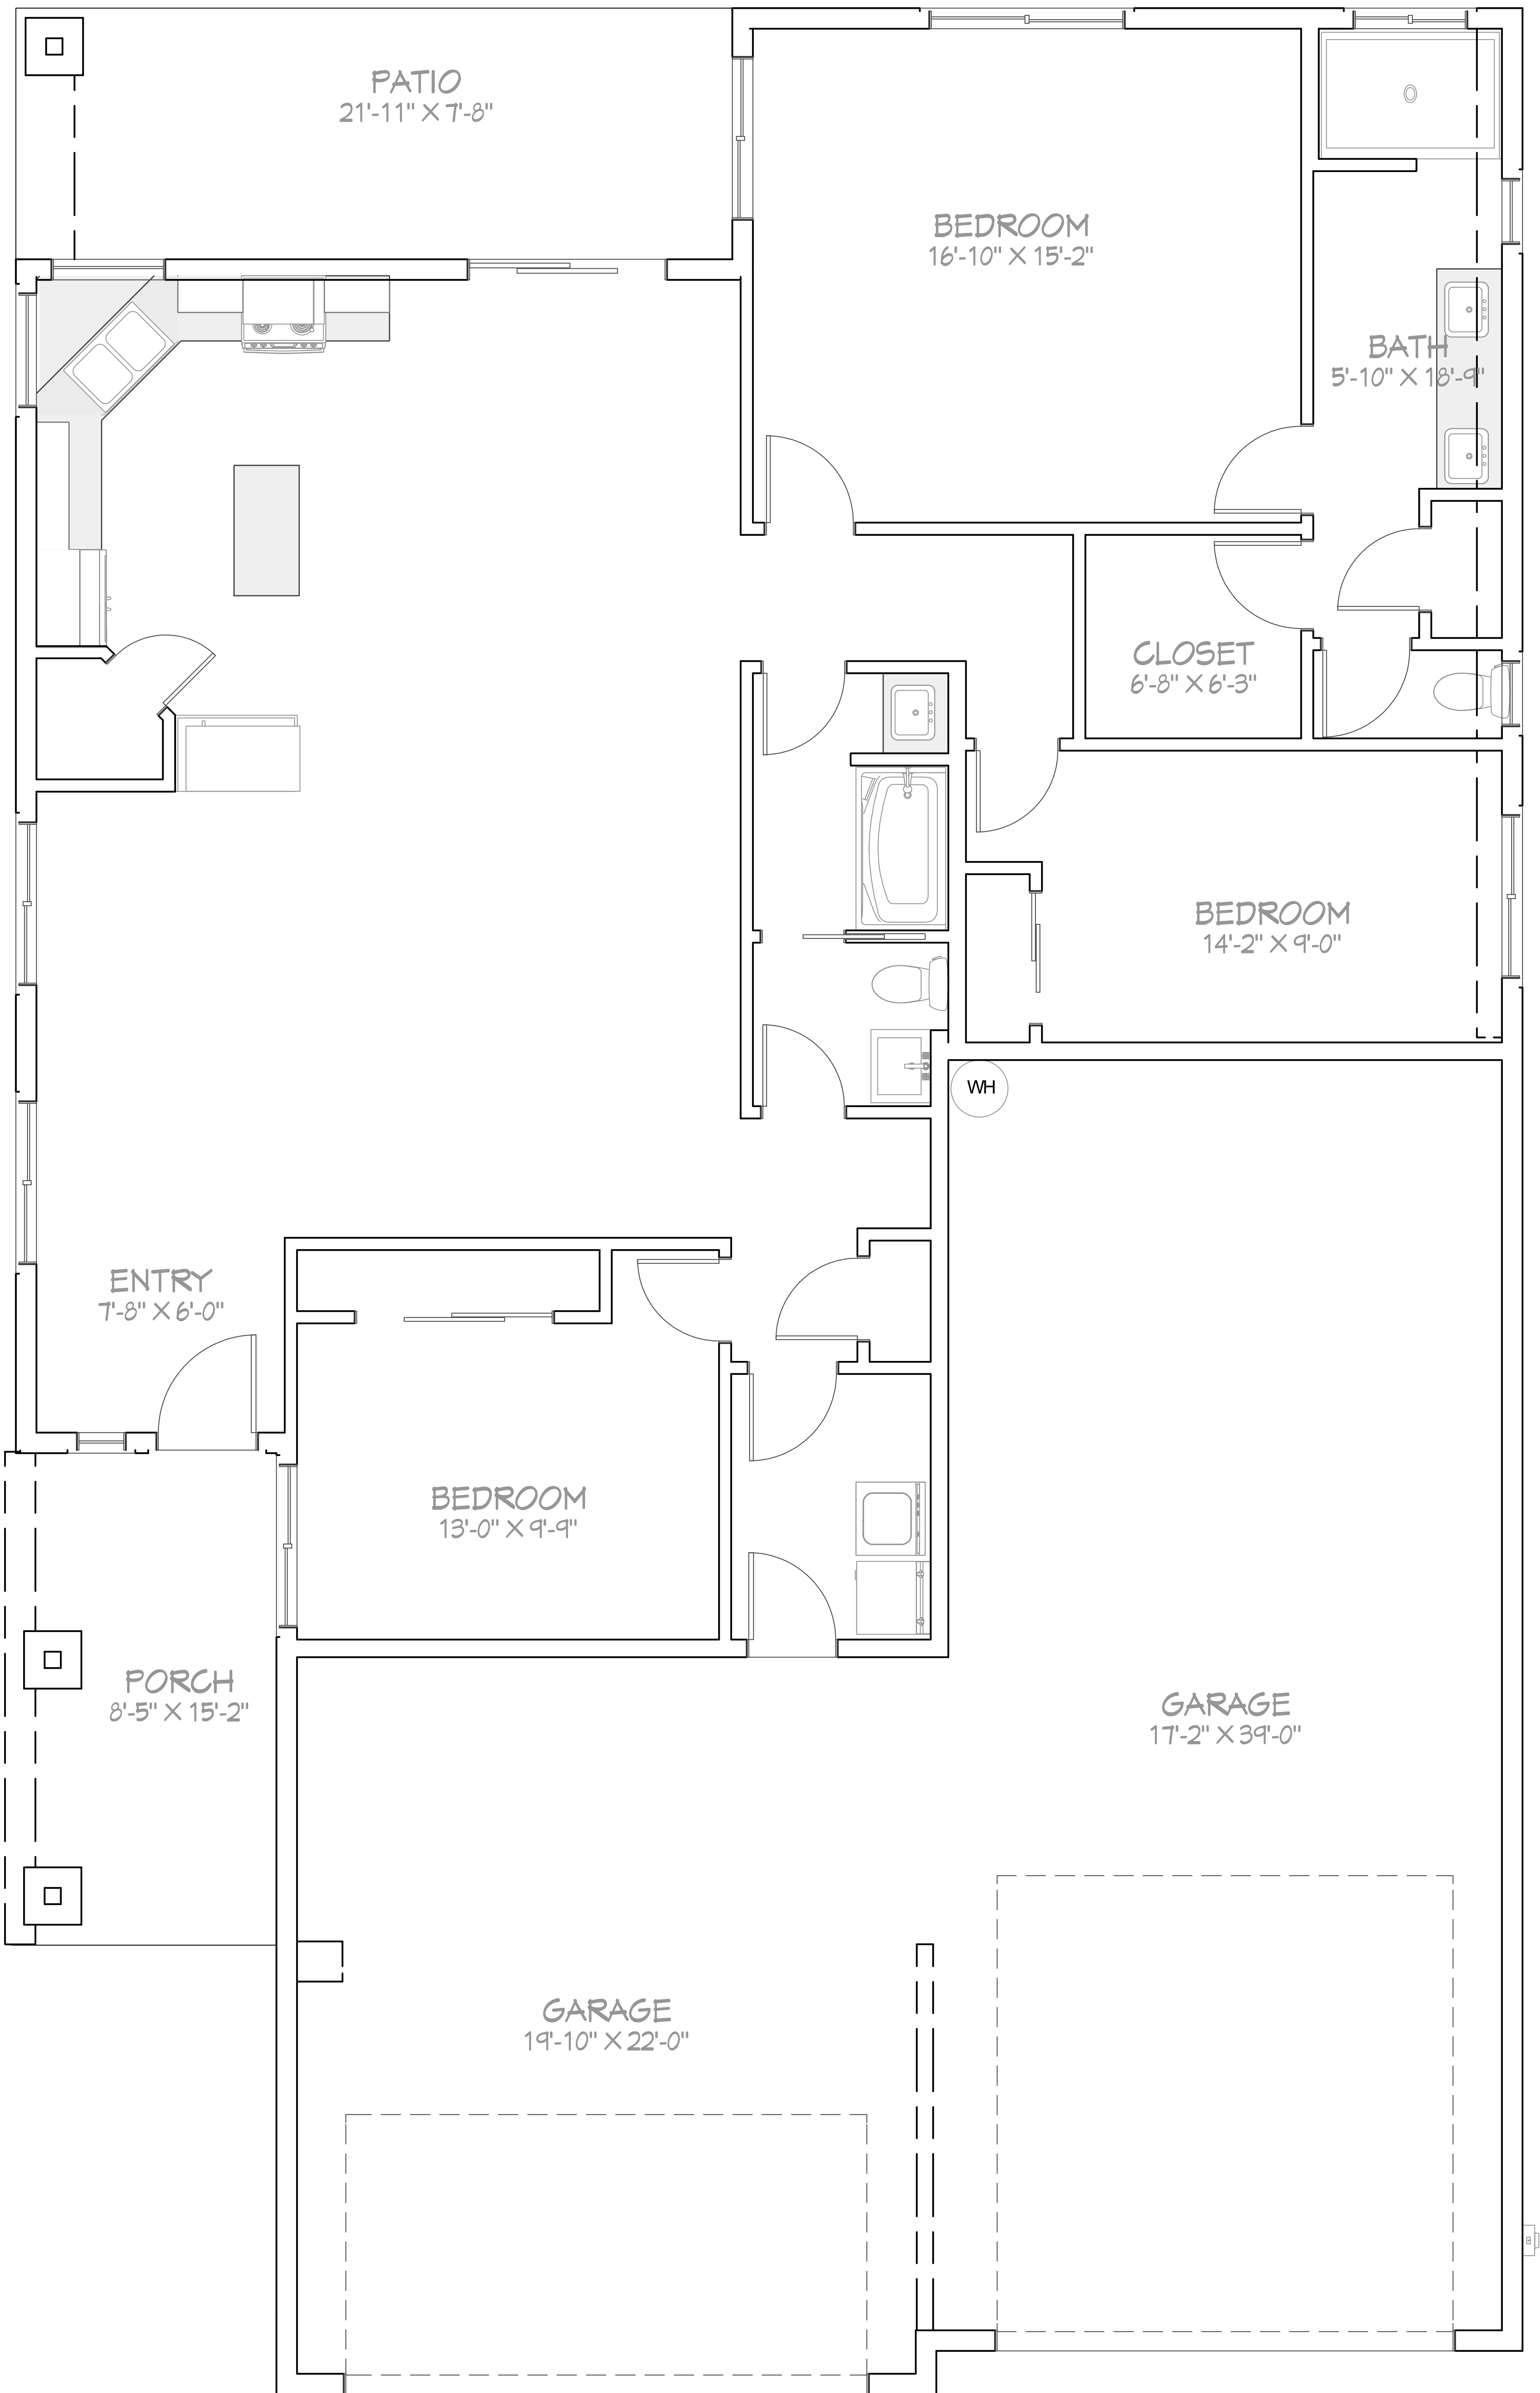 PATIO
21'-11" X 7'-8"
BEDROOM
16'-10" X 15'-2"
BATH
5'-10" X 18'-9"
CLOSET
6'-8" X 6'-3"
BEDROOM
14'-2" X 9'-0"
WH
ENTRY
7'-8" X 6'-0"
BEDROOM
13'-0" X 9'-9"
PORCH
8'-5" X 15'-2"
GARAGE
17'-2" X 39'-0"
GARAGE
19'-10" X 22'-0"